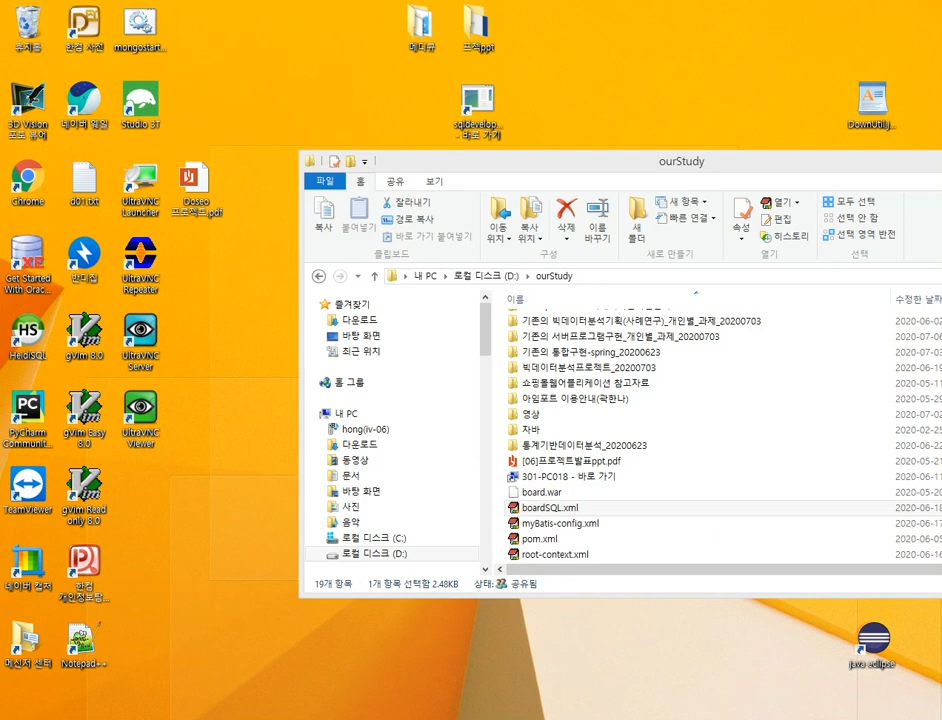 휴지통
한컴 사전
mongostart...
메디큐
프젝ppt
3D Vision
포토 뷰어
네이버 웨일
Studio 3T
sqldevelop...
- 바로 가기
DownUtil.j...
Chrome
d01.txt
UltraVNC
Launcher
Doseo
프로젝트.pdf
Get Started
With Orac...
반디집
UltraVNC
Repeater
HeidiSQL
gVim 8.0
UltraVNC
Server
PyCharm
Communit...
gVim Easy
8.0
UltraVNC
Viewer
TeamViewer
gVim Read
only 8.0
네이버 캡처
한컴
개인정보탐...
메신저 센터
Notepad++
java eclipse
ourStudy
파일 홈 공유 보기
복사
붙여넣기
잘라내기
경로 복사
바로 가기 붙여넣기
클립보드
이동
위치
복사
위치
삭제
이름
바꾸기
구성
새
폴더
새 항목
빠른 연결
새로 만들기
속성
열기
편집
히스토리
열기
모두 선택
선택 안 함
선택 영역 반전
선택
내 PC 로컬 디스크 (D:) ourStudy
즐겨찾기
다운로드
바탕 화면
최근 위치
홈 그룹
내 PC
hong(iv-06)
다운로드
동영상
문서
바탕 화면
사진
음악
로컬 디스크 (C:)
로컬 디스크 (D:)
이름 수정한 날짜
기존의 빅데이터분석기획(사례연구)_개인별_과제_20200703 2020-06-02
기존의 서버프로그램구현_개인별_과제_20200703 2020-07-06
기존의 통합구현-spring_20200623 2020-07-03
빅데이터분석프로젝트_20200703 2020-06-19
쇼핑몰웹어플리케이션 참고자료 2020-05-11
아임포트 이용안내(곽한나) 2020-05-29
영상 2020-07-02
자바 2020-02-25
통계기반데이터분석_20200623 2020-06-22
[06]프로젝트발표ppt.pdf 2020-05-21
301-PC018 - 바로 가기 2020-06-17
board.war 2020-05-20
boardSQL.xml 2020-06-18
myBatis-config.xml 2020-06-17
pom.xml 2020-06-05
root-context.xml 2020-06-16
19개 항목 1개 항목 선택함 2.48KB 상태: 공유됨